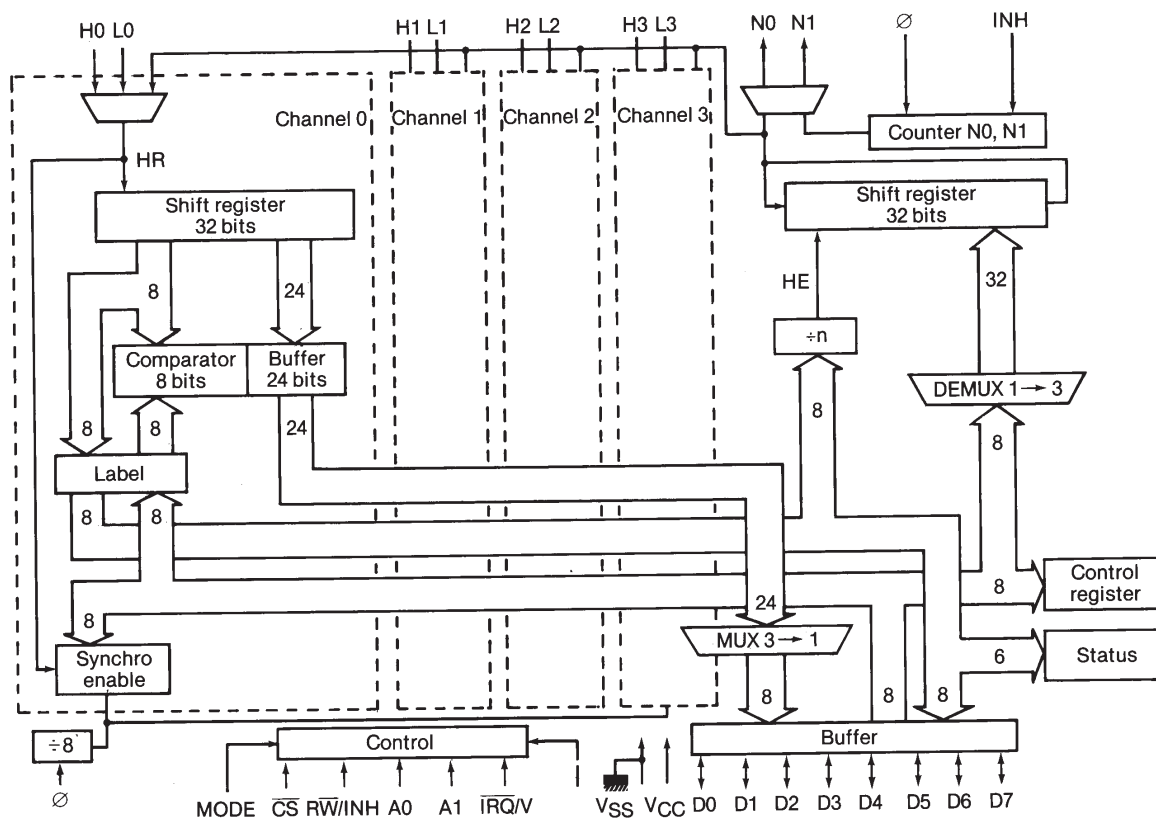 H0 L0
H1 L1
H2 L2
H3 L3
N0 N1
Ø
INH
Channel 0
Channel 1
Channel 2
Channel 3
Counter N0, N1
HR
Shift register
32 bits
Shift register
32 bits
8
24
HE
32
÷n
Comparator
8 bits
Buffer
24 bits
DEMUX 1 → 3
8
8
24
8
8
Label
8
8
8
24
8
Control
register
MUX 3 → 1
Synchro
enable
6
Status
8
8
8
÷8
Control
Buffer
Ø
MODE
C̅S̅
RW̅/INH
A0
A1
I̅R̅Q̅/V
VSS
VCC
D0
D1
D2
D3
D4
D5
D6
D7